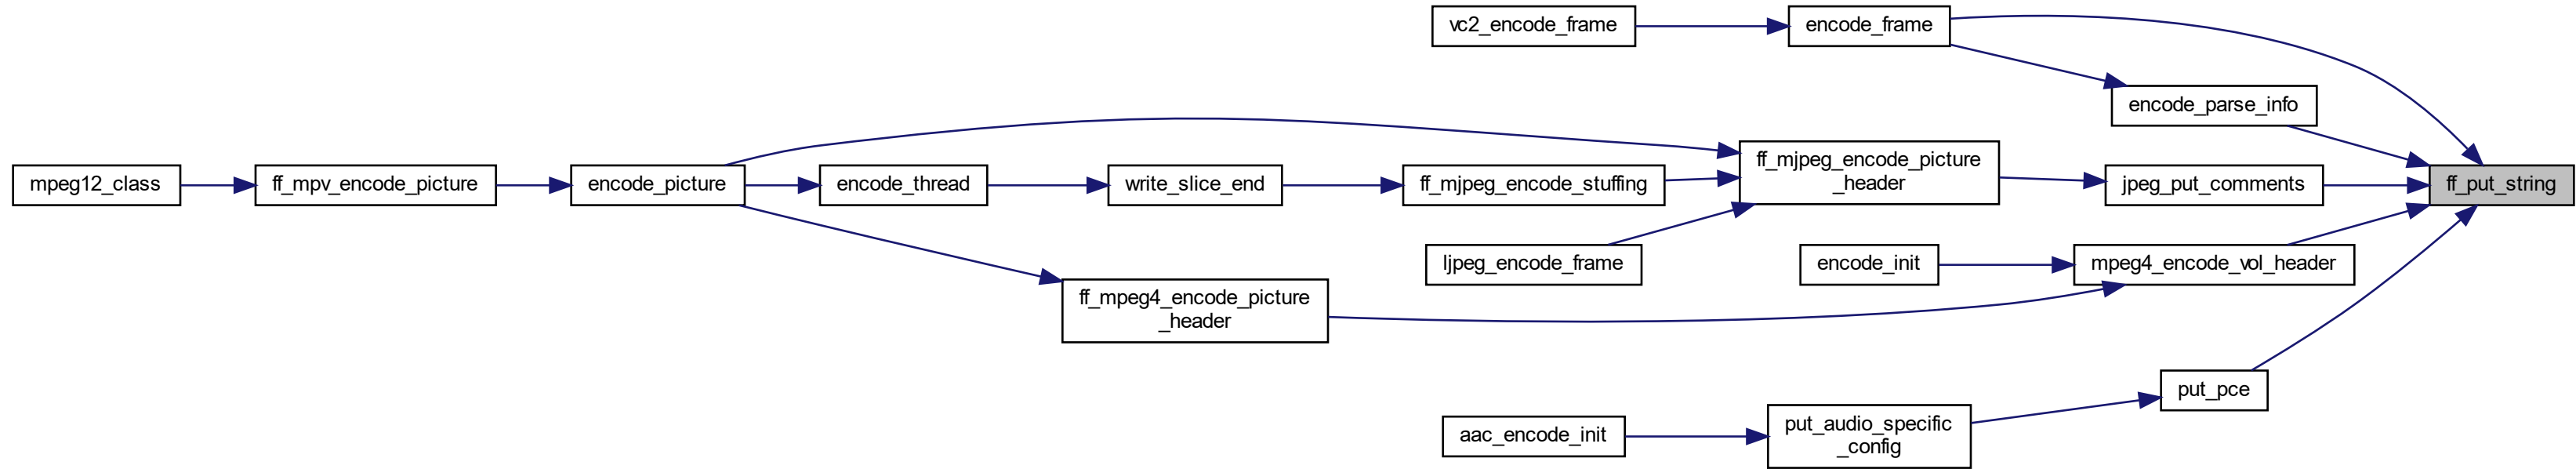 vc2_encode_frame
encode_frame
encode_parse_info
mpeg12_class
ff_mpv_encode_picture
encode_picture
encode_thread
write_slice_end
ff_mjpeg_encode_stuffing
ff_mjpeg_encode_picture
_header
jpeg_put_comments
ff_put_string
ljpeg_encode_frame
encode_init
mpeg4_encode_vol_header
ff_mpeg4_encode_picture
_header
put_pce
aac_encode_init
put_audio_specific
_config